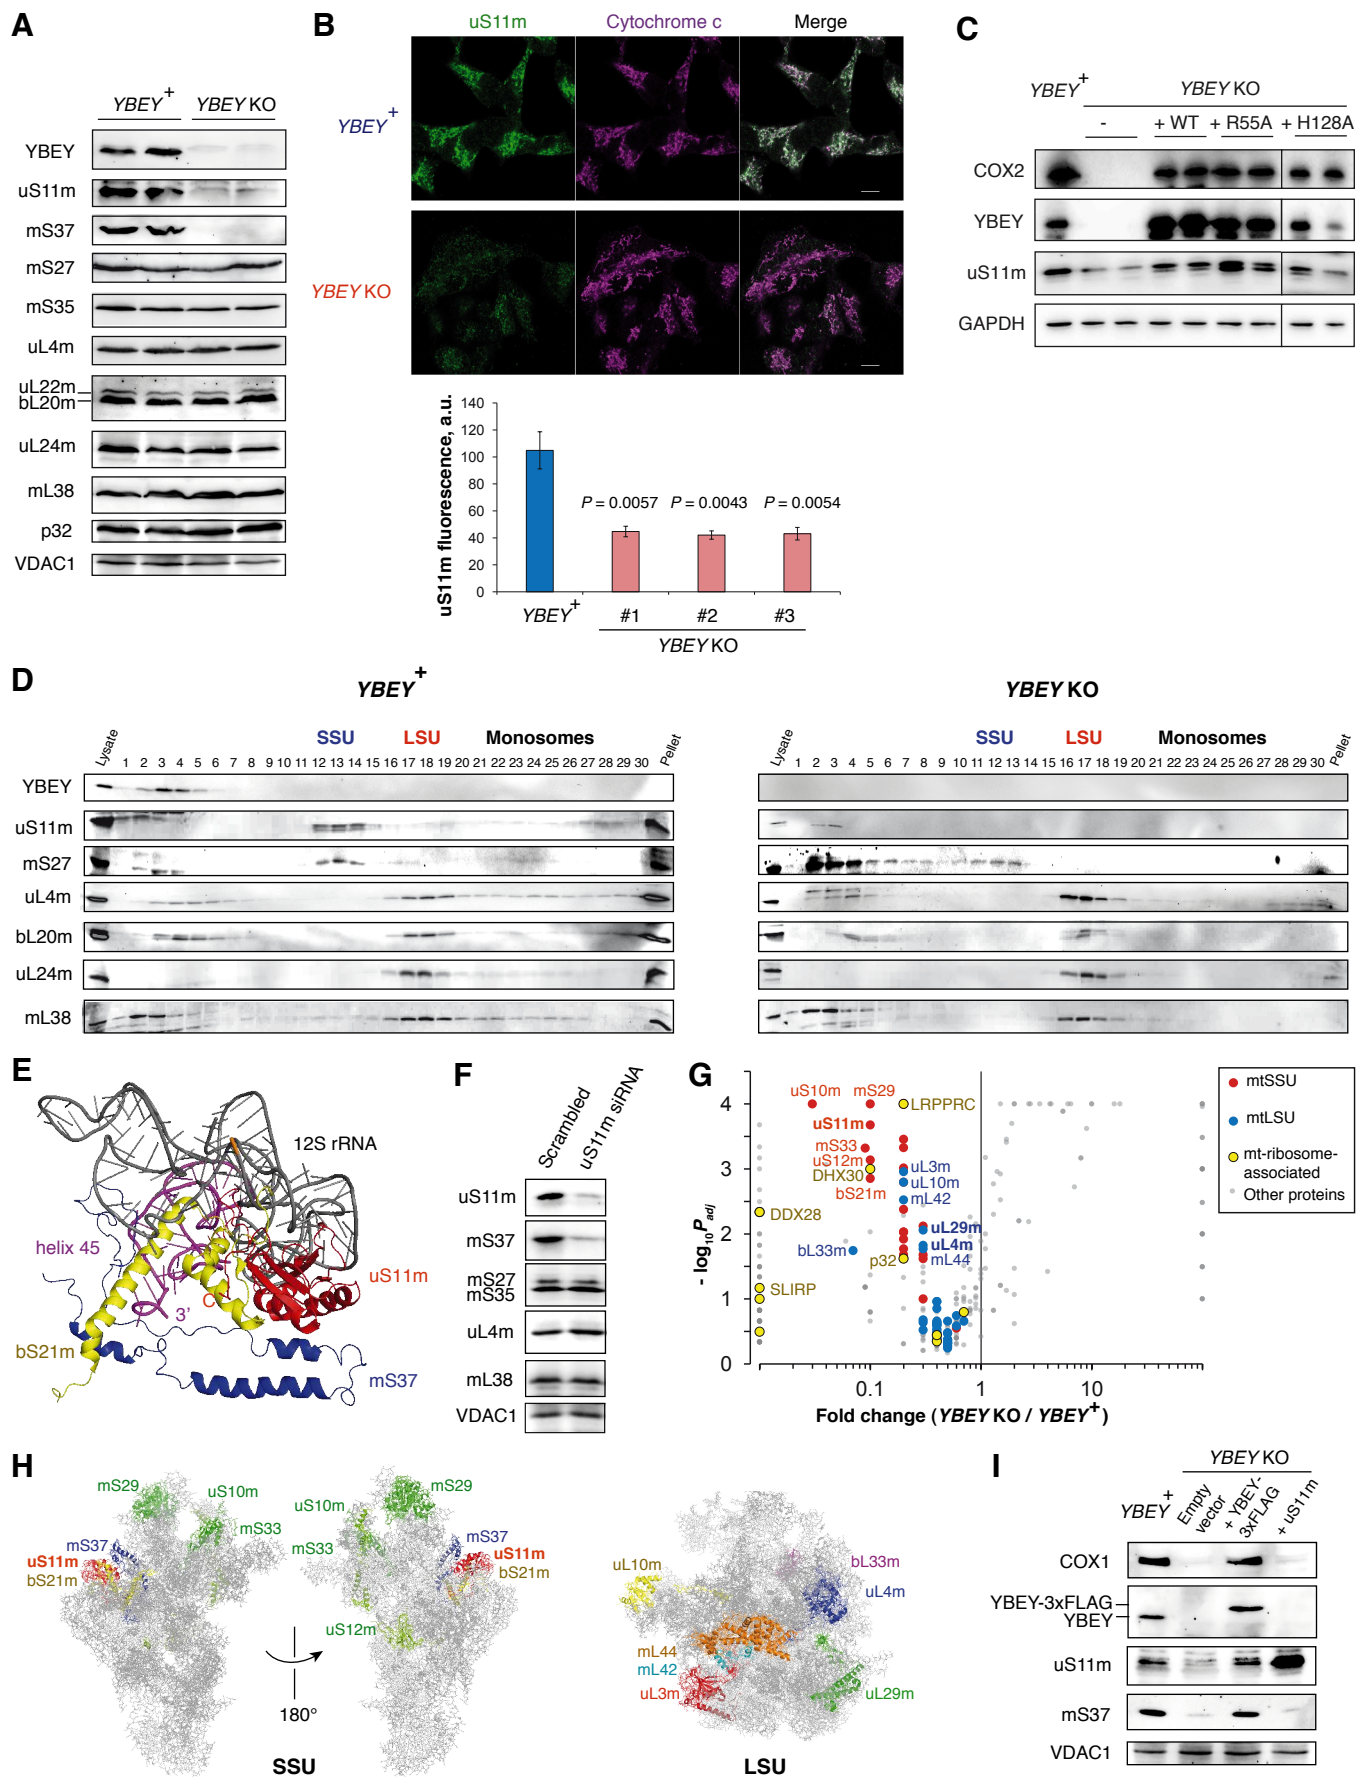 A
YBEY+ YBEY KO
YBEY
uS11m
mS37
mS27
mS35
uL4m
uL22m
bL20m
uL24m
mL38
p32
VDAC1
B
uS11m Cytochrome c Merge
YBEY+
YBEY KO
uS11m fluorescence, a.u.
140
120
100
80
60
40
20
0
P = 0.0057 P = 0.0043 P = 0.0054
YBEY+ #1 #2 #3
YBEY KO
C
YBEY+ YBEY KO
- + WT + R55A + H128A
COX2
YBEY
uS11m
GAPDH
D
YBEY+
SSU LSU Monosomes
Lysate 1 2 3 4 5 6 7 8 9 10 11 12 13 14 15 16 17 18 19 20 21 22 23 24 25 26 27 28 29 30 Pellet
YBEY KO
SSU LSU Monosomes
Lysate 1 2 3 4 5 6 7 8 9 10 11 12 13 14 15 16 17 18 19 20 21 22 23 24 25 26 27 28 29 30 Pellet
YBEY
uS11m
mS27
uL4m
bL20m
uL24m
mL38
E
12S rRNA
helix 45
uS11m
C
3'
bS21m
mS37
F
Scrambled uS11m siRNA
uS11m
mS37
mS27
mS35
uL4m
mL38
VDAC1
G
- log10Padj
4
3
2
1
0
0.1 1 10
Fold change (YBEY KO / YBEY+)
uS10m mS29
LRPPRC
uS11m
mS33
uS12m
DHX30
bS21m
uL3m
uL10m
mL42
DDX28
uL29m
bL33m
uL4m
p32
mL44
SLIRP
mtSSU
mtLSU
mt-ribosome-
associated
Other proteins
H
mS29
uS10m
mS33
mS37
uS11m
bS21m
180°
mS29
uS10m
mS33
mS37
uS11m
bS21m
uS12m
SSU
uL10m
bL33m
uL4m
mL44
mL42
uL3m
uL29m
LSU
I
YBEY KO
YBEY+
Empty
vector
+ YBEY-
3xFLAG
+ uS11m
COX1
YBEY-3xFLAG
YBEY
uS11m
mS37
VDAC1